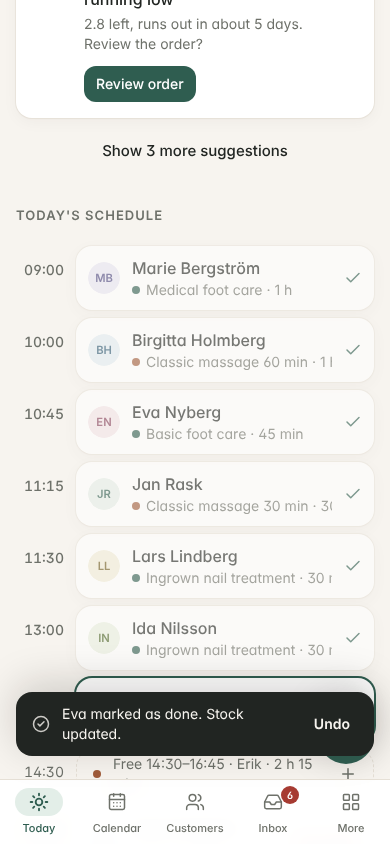 running low
2.8 left, runs out in about 5 days.
Review the order?
Review order
Show 3 more suggestions
TODAY'S SCHEDULE
09:00
MB
Marie Bergström
Medical foot care · 1 h
10:00
BH
Birgitta Holmberg
Classic massage 60 min · 1
10:45
EN
Eva Nyberg
Basic foot care · 45 min
11:15
JR
Jan Rask
Classic massage 30 min · 30
11:30
LL
Lars Lindberg
Ingrown nail treatment · 30
13:00
IN
Ida Nilsson
Ingrown nail treatment · 30
Eva marked as done. Stock
updated.
Undo
14:30
Free 14:30–16:45 · Erik · 2 h 15
6
Today
Calendar
Customers
Inbox
More